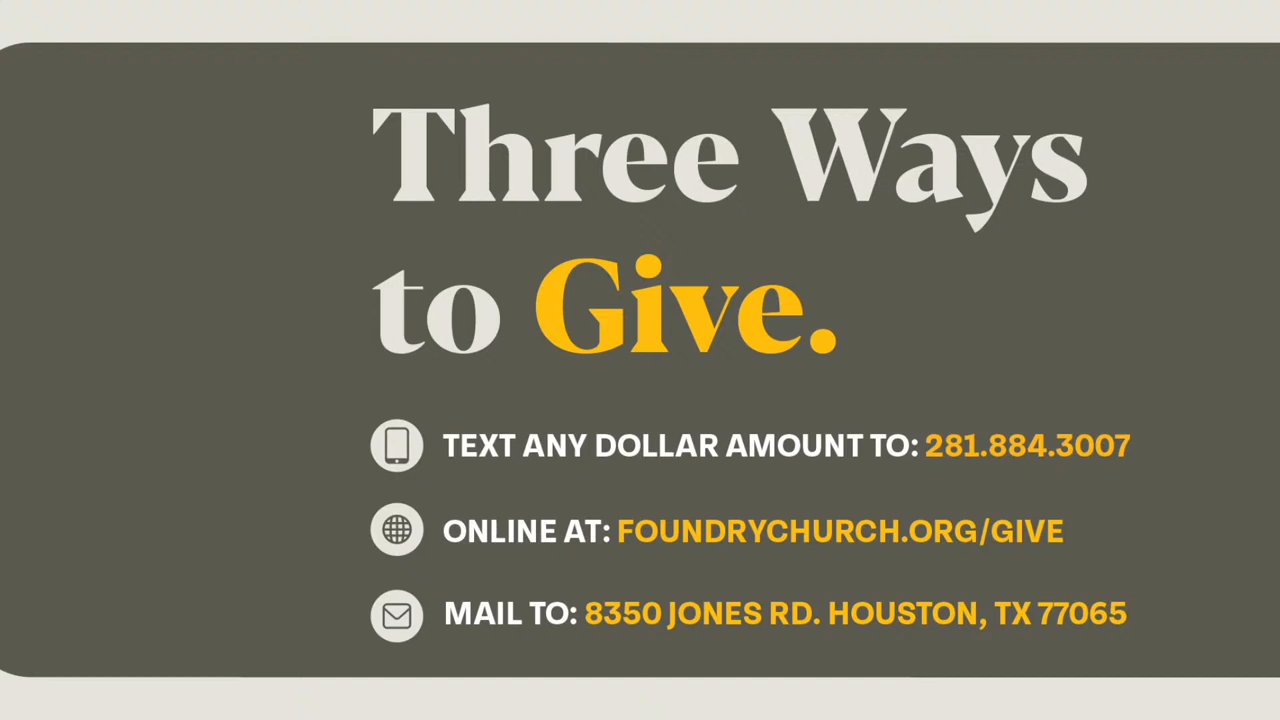 Three Ways
to Give.
TEXT ANY DOLLAR AMOUNT TO: 281.884.3007
ONLINE AT: FOUNDRYCHURCH.ORG/GIVE
MAIL TO: 8350 JONES RD. HOUSTON, TX 77065